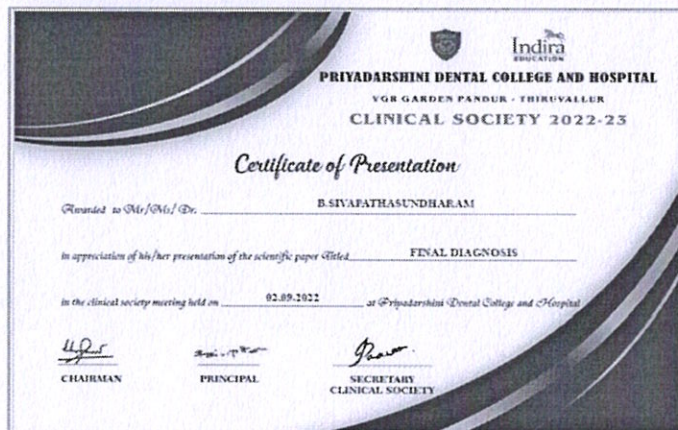 Indira
EDUCATION
PRIYADARSHINI DENTAL COLLEGE AND HOSPITAL
VGR GARDEN PANDUR - THIRUVALLUR
CLINICAL SOCIETY 2022-23
Certificate of Presentation
Awarded to Mr/Ms/ Dr. B.SIVAPATHASUNDHARAM
in appreciation of his/her presentation of the scientific paper Titled FINAL DIAGNOSIS
in the clinical society meeting held on 02.09.2022 at Priyadarshini Dental College and Hospital
CHAIRMAN PRINCIPAL SECRETARY
CLINICAL SOCIETY